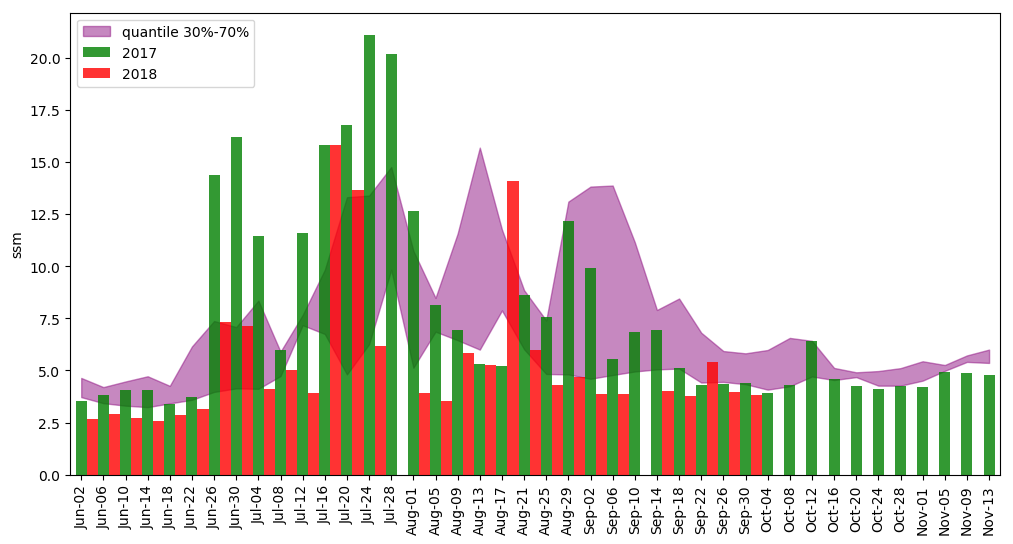 quantile 30%-70%
2017
2018
20.0
17.5
15.0
12.5
10.0
7.5
5.0
2.5
0.0
ssm
Jun-02
Jun-06
Jun-10
Jun-14
Jun-18
Jun-22
Jun-26
Jun-30
Jul-04
Jul-08
Jul-12
Jul-16
Jul-20
Jul-24
Jul-28
Aug-01
Aug-05
Aug-09
Aug-13
Aug-17
Aug-21
Aug-25
Aug-29
Sep-02
Sep-06
Sep-10
Sep-14
Sep-18
Sep-22
Sep-26
Sep-30
Oct-04
Oct-08
Oct-12
Oct-16
Oct-20
Oct-24
Oct-28
Nov-01
Nov-05
Nov-09
Nov-13